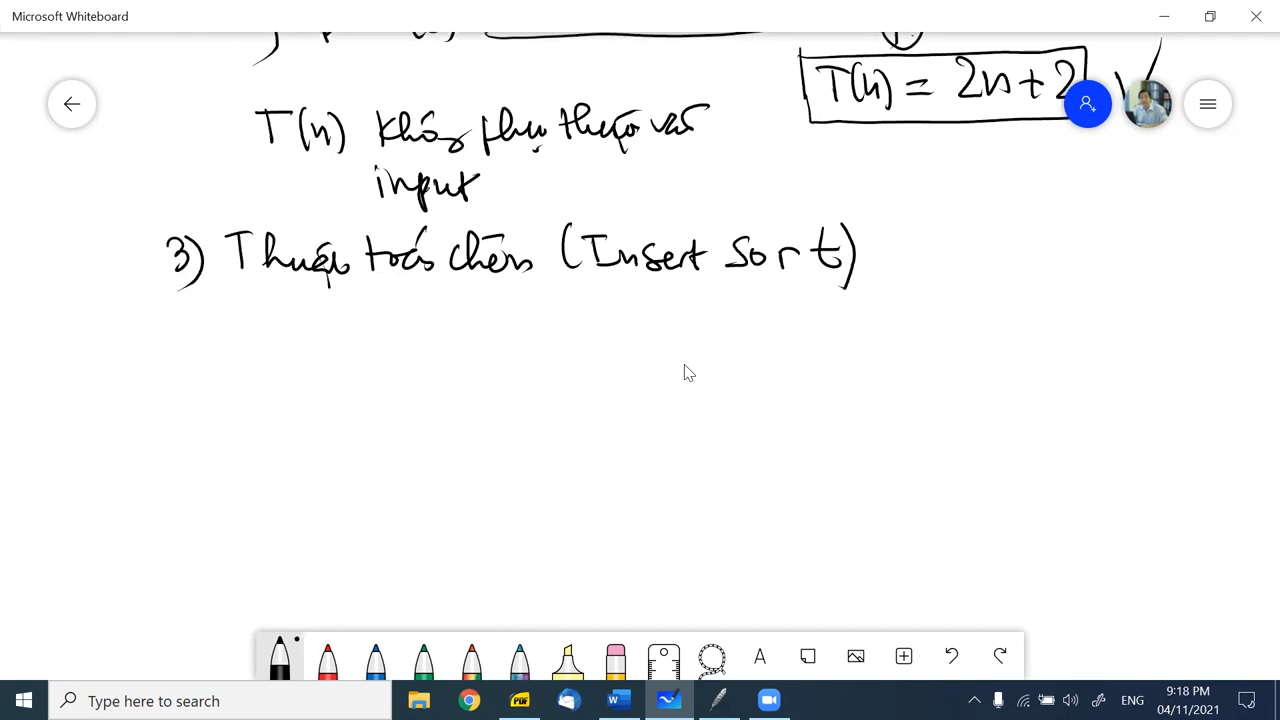 Microsoft Whiteboard
T(n) = 2n+2
T(n) không phụ thuộc vào
input
3) Thuật toán chèn (Insert Sort)
A
Type here to search
PDF
W
ENG
9:18 PM
04/11/2021